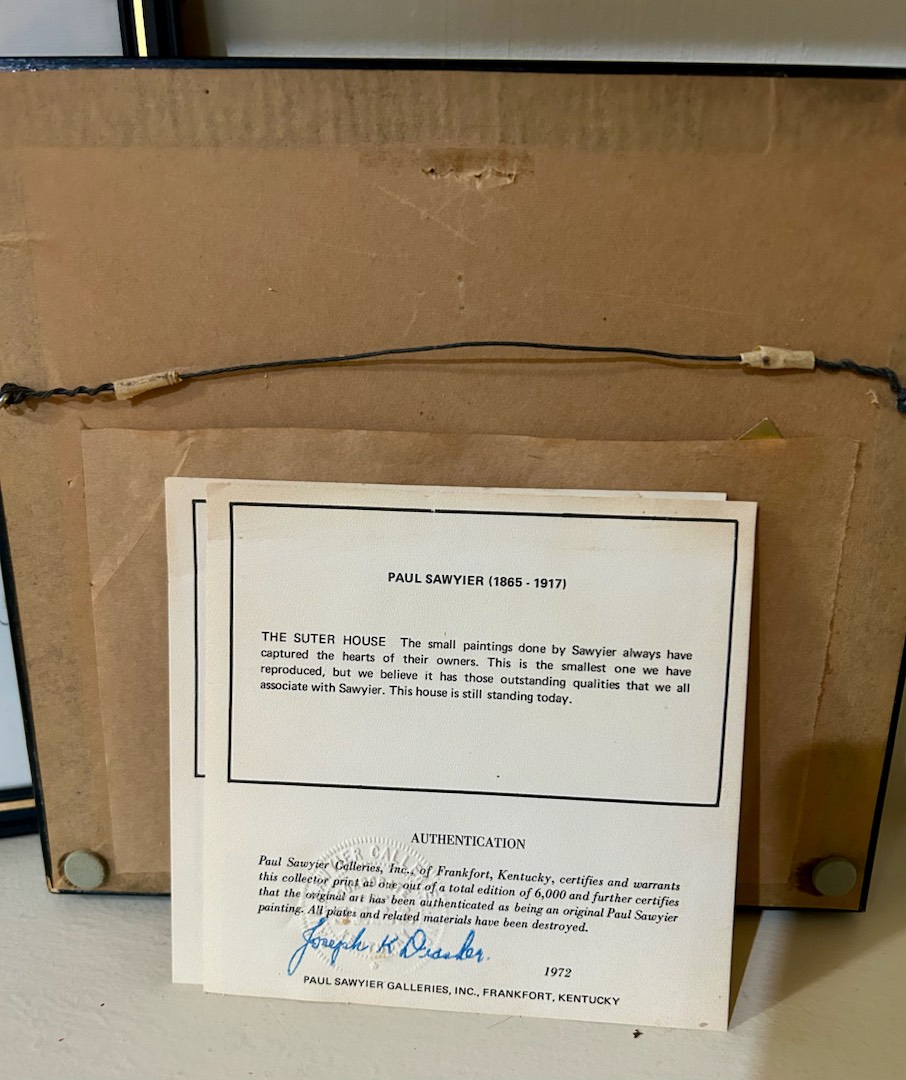 PAUL SAWYIER (1865 - 1917)
THE SUTER HOUSE The small paintings done by Sawyier always have
captured the hearts of their owners. This is the smallest one we have
reproduced, but we believe it has those outstanding qualities that we all
associate with Sawyier. This house is still standing today.
AUTHENTICATION
Paul Sawyier Galleries, Inc., of Frankfort, Kentucky, certifies and warrants
this collector print as one out of a total edition of 6,000 and further certifies
that the original art has been authenticated as being an original Paul Sawyier
painting. All plates and related materials have been destroyed.
Joseph K
1972
PAUL SAWYIER GALLERIES, INC., FRANKFORT, KENTUCKY